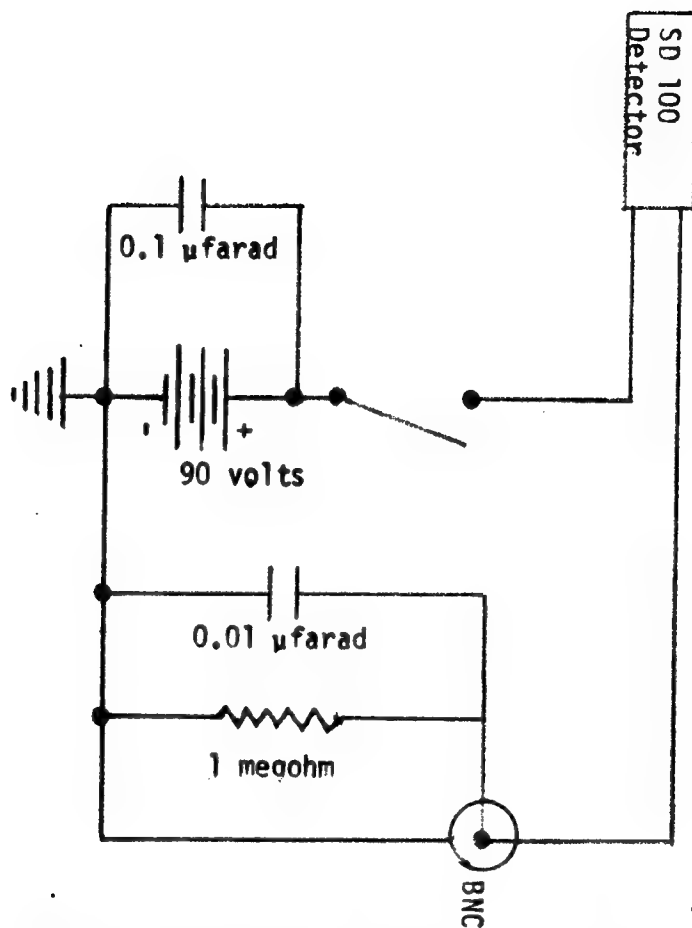 SD 100
Detector
0.1 µfarad
- +
90 volts
0.01 µfarad
1 megohm
BNC